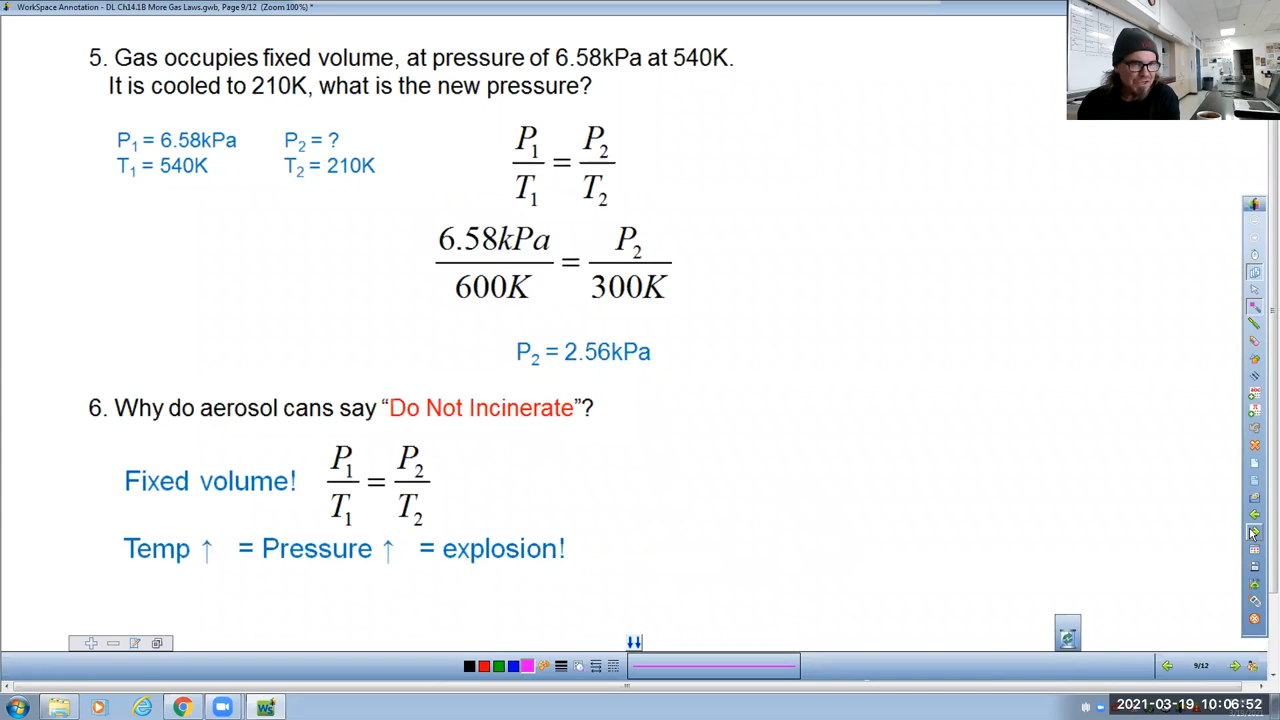 WorkSpace Annotation - DL Ch14.1B More Gas Laws.gwb, Page 9/12 (Zoom 100%) *
5. Gas occupies fixed volume, at pressure of 6.58kPa at 540K.
It is cooled to 210K, what is the new pressure?
P₁ = 6.58kPa P₂ = ?
T₁ = 540K T₂ = 210K
P₁/T₁ = P₂/T₂
6.58kPa/600K = P₂/300K
P₂ = 2.56kPa
6. Why do aerosol cans say “Do Not Incinerate”?
Fixed volume! P₁/T₁ = P₂/T₂
Temp ↑ = Pressure ↑ = explosion!
9/12
2021-03-19, 10:06:52